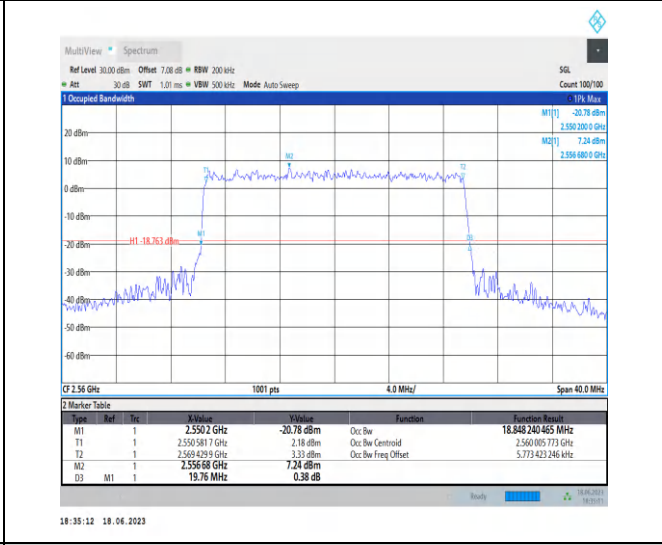 MultiView Spectrum
Ref Level 30.00 dBm Offset 7.08 dB RBW 200 kHz SGL
Att 30 dB SWT 1.01 ms VBW 500 kHz Mode Auto Sweep Count 100/100
1 Occupied Bandwidth 1Pk Max
M1[1] -20.78 dBm
2.550 200 0 GHz
20 dBm
M2[1] 7.24 dBm
2.556 680 0 GHz
10 dBm
M2
T1
T2
0 dBm
-10 dBm
M1
D3
H1 -18.763 dBm
-20 dBm
-30 dBm
-40 dBm
-50 dBm
-60 dBm
CF 2.56 GHz 1001 pts 4.0 MHz/ Span 40.0 MHz
2 Marker Table
Type Ref Trc X-Value Y-Value Function Function Result
M1 1 2.5502 GHz -20.78 dBm Occ Bw 18.848 240 465 MHz
T1 1 2.550 581 7 GHz 2.18 dBm Occ Bw Centroid 2.560 005 773 GHz
T2 1 2.569 429 9 GHz 3.33 dBm Occ Bw Freq Offset 5.773 423 246 kHz
M2 1 2.55668 GHz 7.24 dBm
D3 M1 1 19.76 MHz 0.38 dB
Ready 18.06.2023
18:35:11
18:35:12 18.06.2023